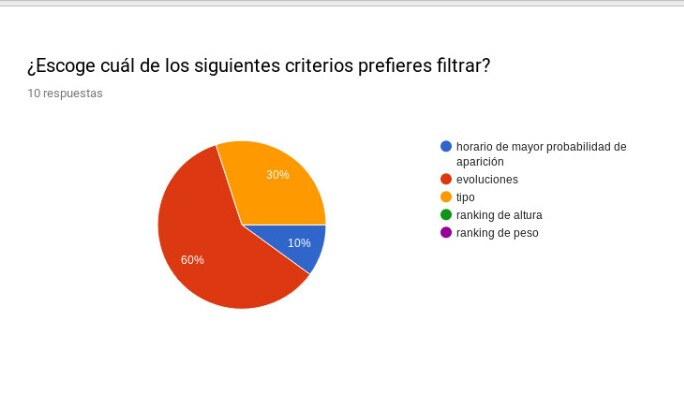 ¿Escoge cuál de los siguientes criterios prefieres filtrar?
10 respuestas
30%
10%
60%
horario de mayor probabilidad de
aparición
evoluciones
tipo
ranking de altura
ranking de peso